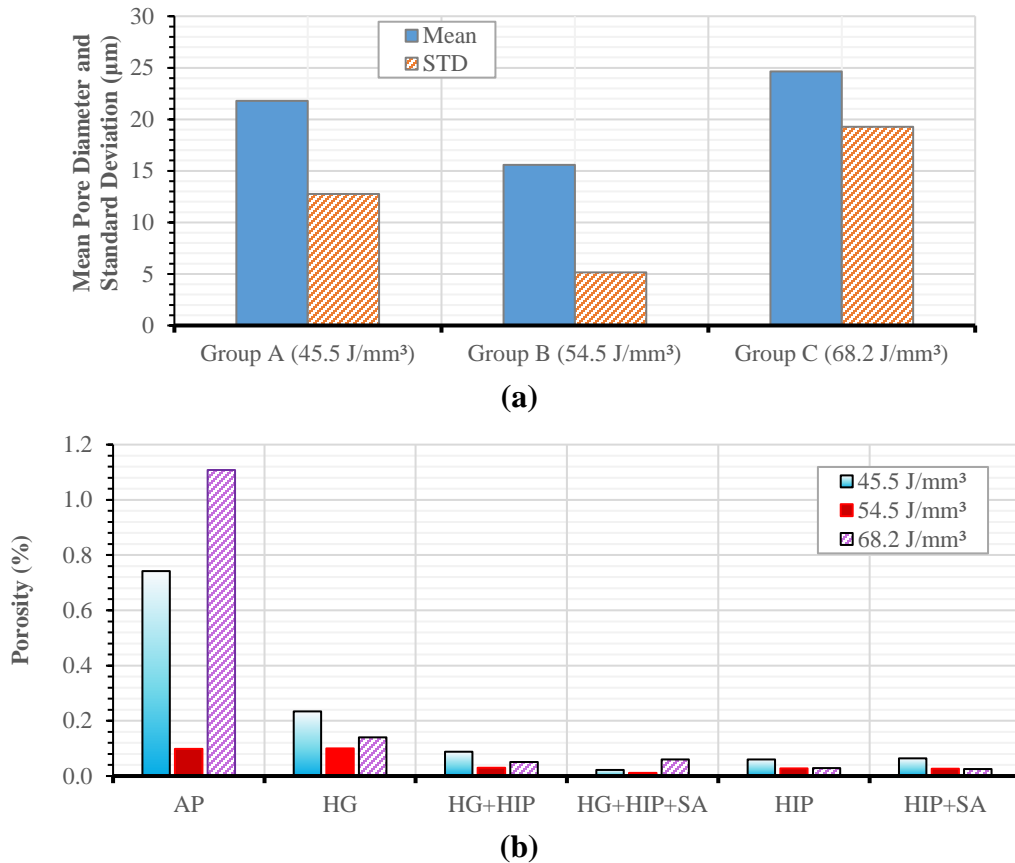 Mean Pore Diameter and
Standard Deviation (µm)
30
25
20
15
10
5
0
Mean
STD
Group A (45.5 J/mm³)
Group B (54.5 J/mm³)
Group C (68.2 J/mm³)
(a)
Porosity (%)
1.2
1.0
0.8
0.6
0.4
0.2
0.0
45.5 J/mm³
54.5 J/mm³
68.2 J/mm³
AP
HG
HG+HIP
HG+HIP+SA
HIP
HIP+SA
(b)